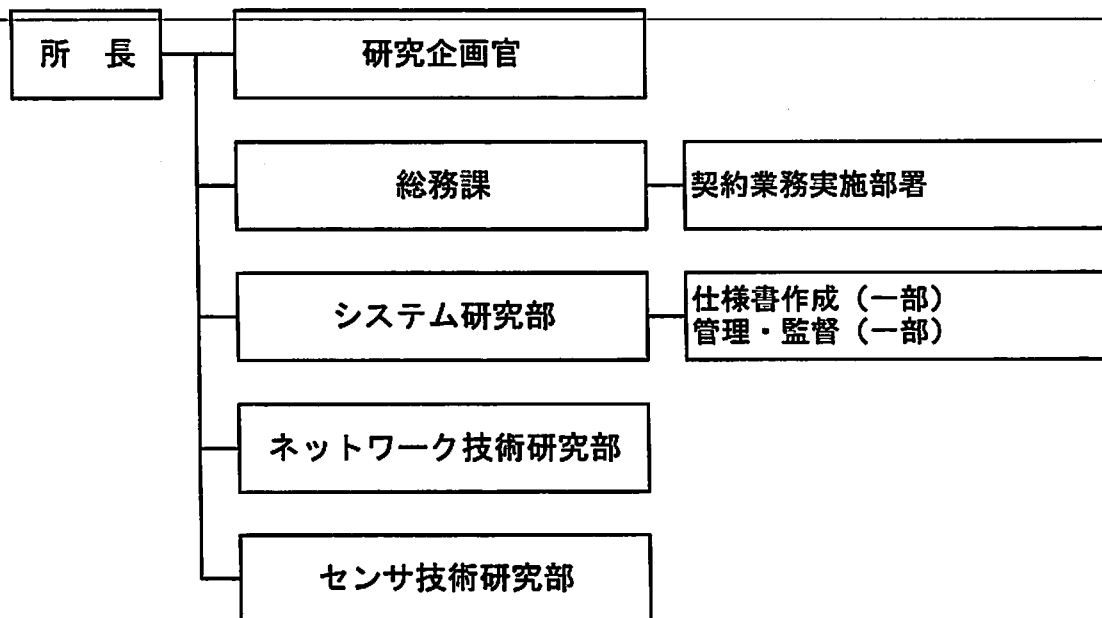 所　長
研究企画官
総務課
契約業務実施部署
システム研究部
仕様書作成（一部）
管理・監督（一部）
ネットワーク技術研究部
センサ技術研究部